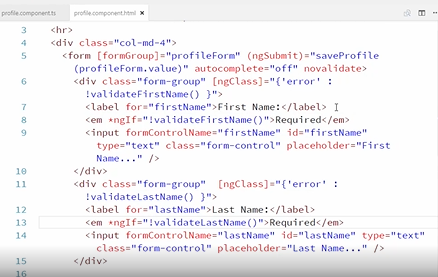 profile.component.ts profile.component.html ×
3 <hr>
4 <div class="col-md-4">
5 <form [formGroup]="profileForm" (ngSubmit)="saveProfile
(profileForm.value)" autocomplete="off" novalidate>
6 <div class="form-group" [ngClass]="{'error' :
!validateFirstName() }">
7 <label for="firstName">First Name:</label>
8 <em *ngIf="!validateFirstName()">Required</em>
9 <input formControlName="firstName" id="firstName"
type="text" class="form-control" placeholder="First
Name..." />
10 </div>
11 <div class="form-group" [ngClass]="{'error' :
!validateLastName() }">
12 <label for="lastName">Last Name:</label>
13 <em *ngIf="!validateLastName()">Required</em>
14 <input formControlName="lastName" id="lastName" type="text"
class="form-control" placeholder="Last Name..." />
15 </div>
16